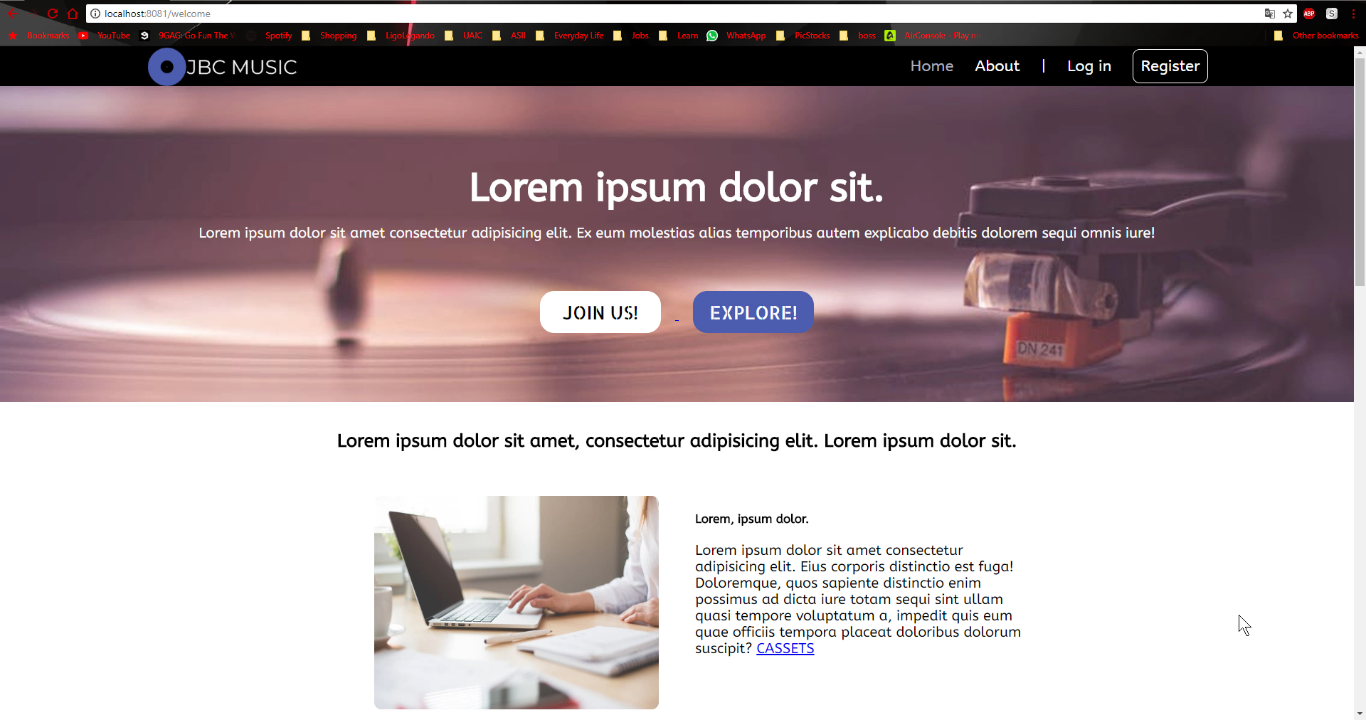 localhost:8081/welcome
ABP
S
Bookmarks YouTube 9GAG: Go Fun The Spotify Shopping LigoLegando UAIC ASII Everyday Life Jobs Learn WhatsApp PicStocks boss AirConsole - Play Other bookmarks
JBC MUSIC
Home About | Log in Register
Lorem ipsum dolor sit.
Lorem ipsum dolor sit amet consectetur adipisicing elit. Ex eum molestias alias temporibus autem explicabo debitis dolorem sequi omnis iure!
JOIN US! EXPLORE!
DN 241
Lorem ipsum dolor sit amet, consectetur adipisicing elit. Lorem ipsum dolor sit.
Lorem, ipsum dolor.
Lorem ipsum dolor sit amet consectetur
adipisicing elit. Eius corporis distinctio est fuga!
Doloremque, quos sapiente distinctio enim
possimus ad dicta iure totam sequi sint ullam
quasi tempore voluptatum a, impedit quis eum
quae officiis tempora placeat doloribus dolorum
suscipit? CASSETS